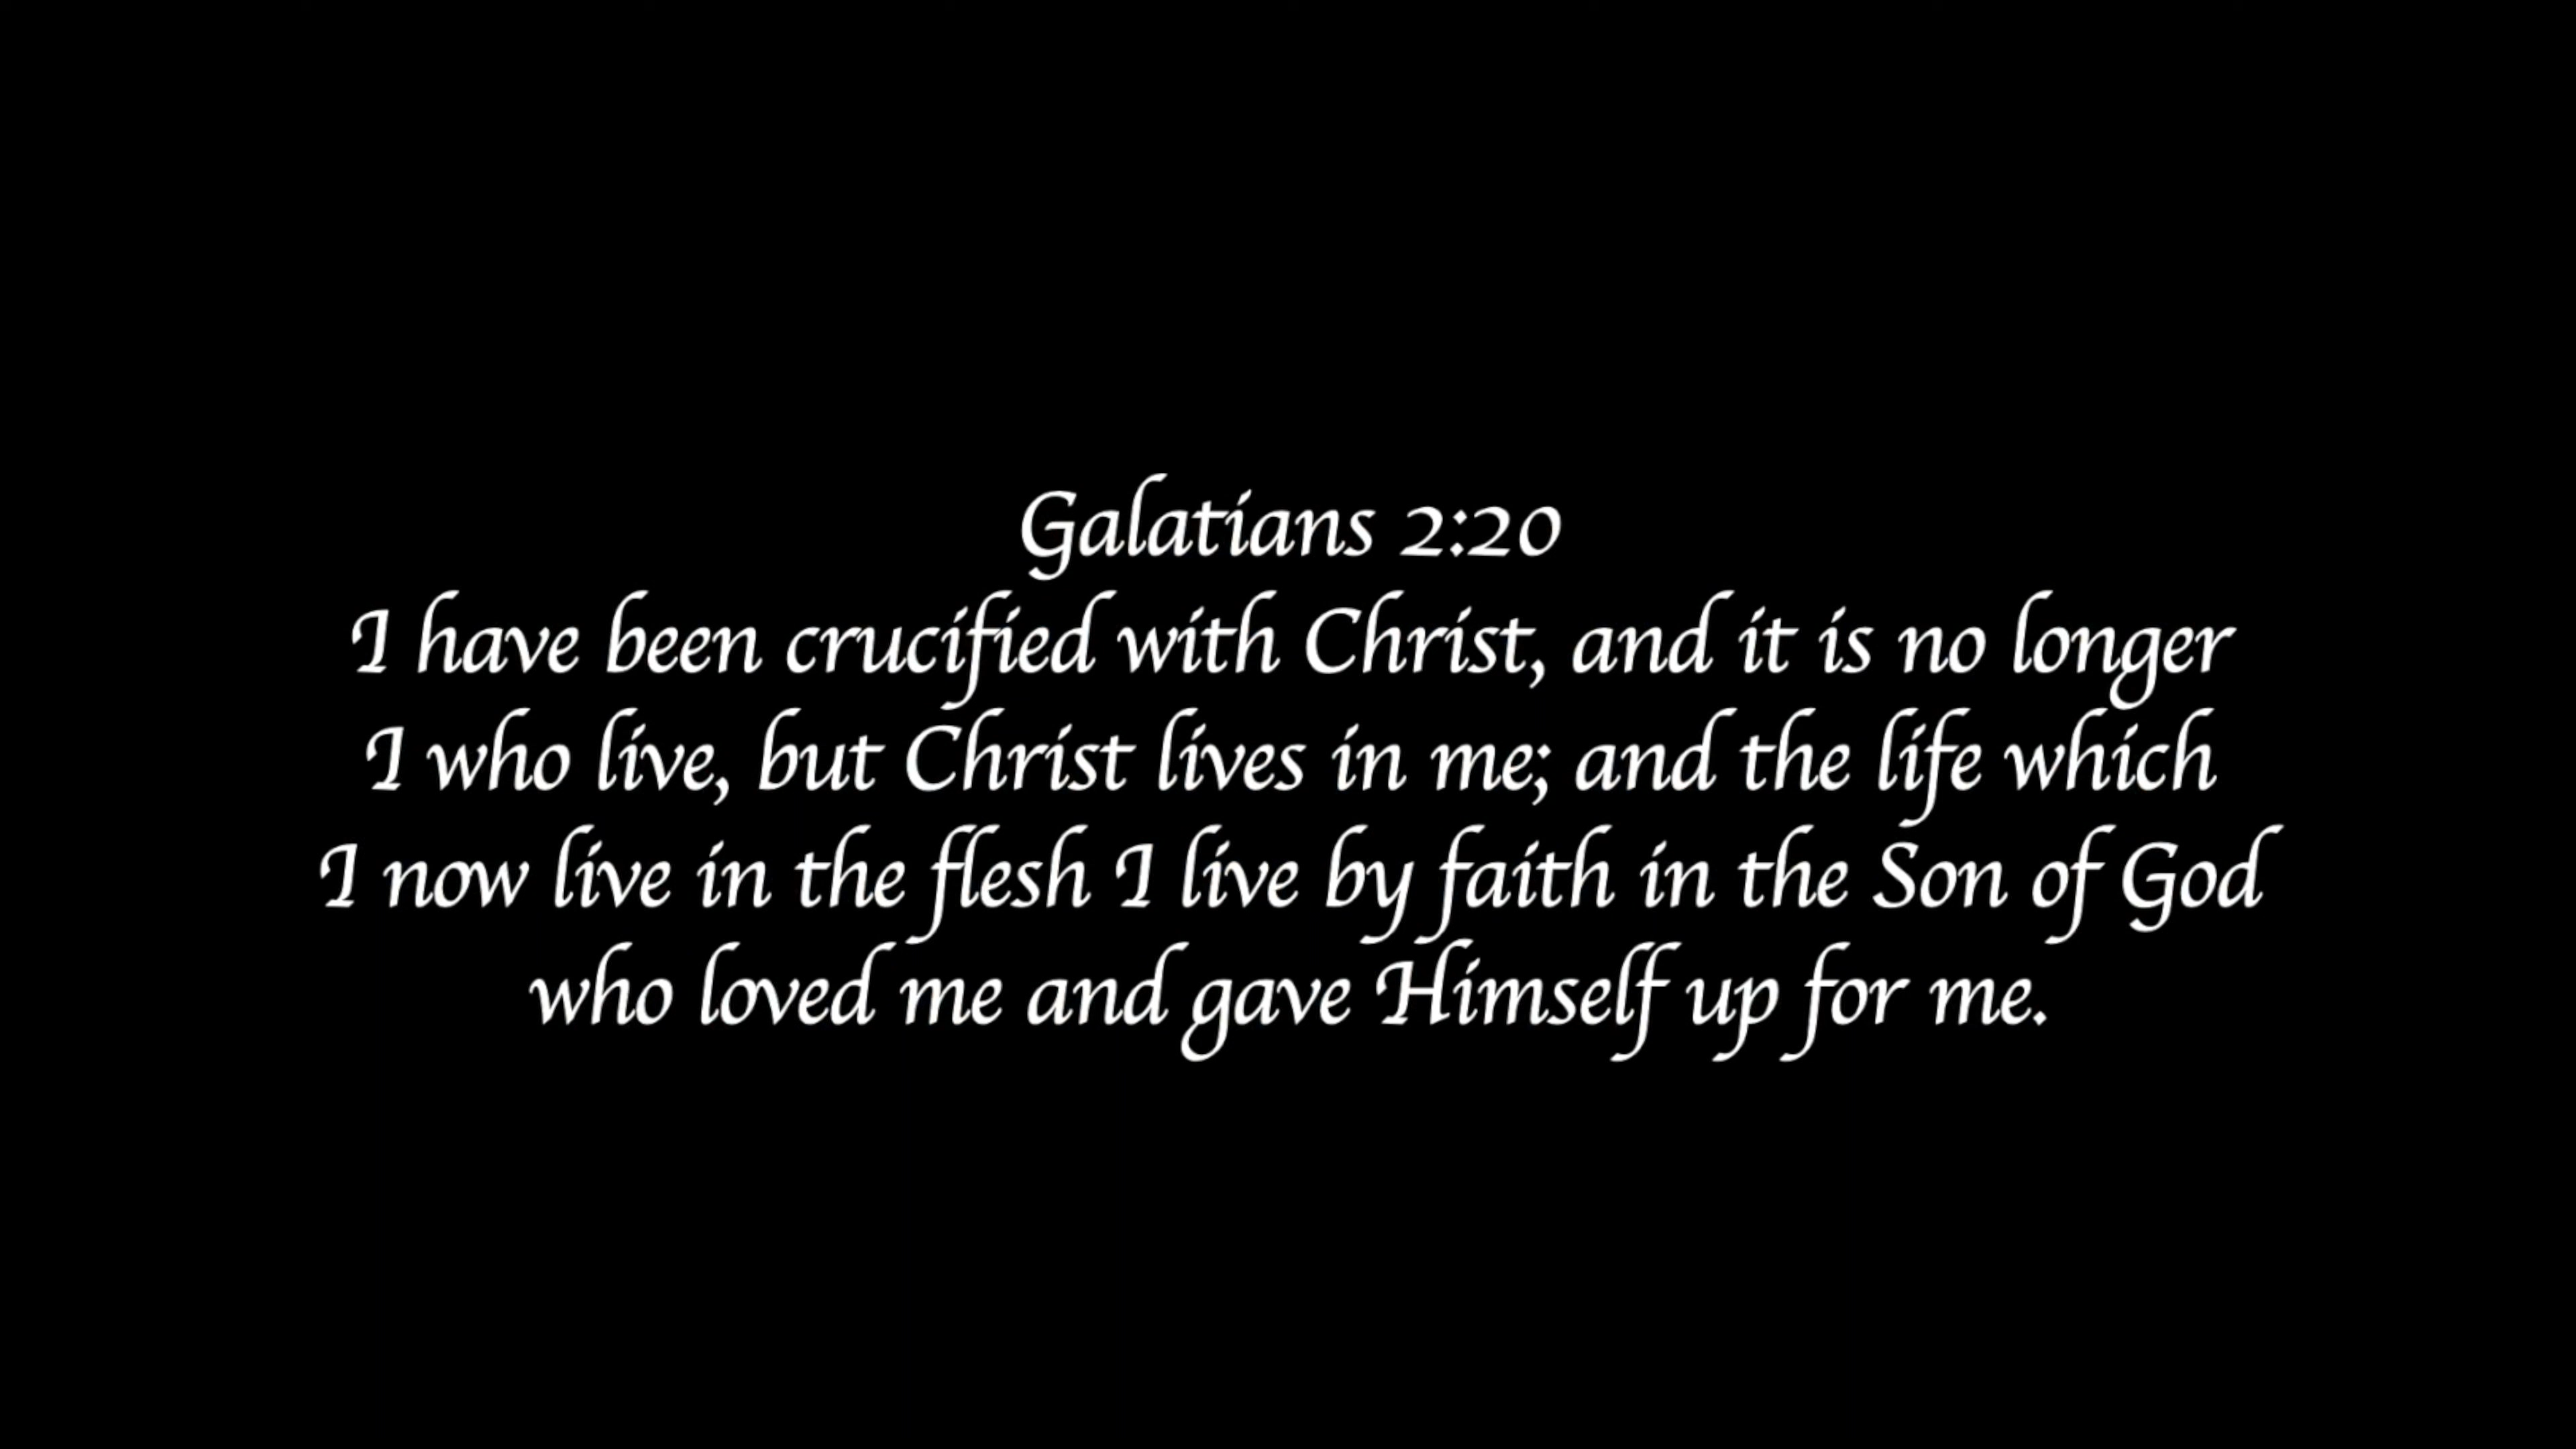 Galatians 2:20
I have been crucified with Christ, and it is no longer
I who live, but Christ lives in me; and the life which
I now live in the flesh I live by faith in the Son of God
who loved me and gave Himself up for me.